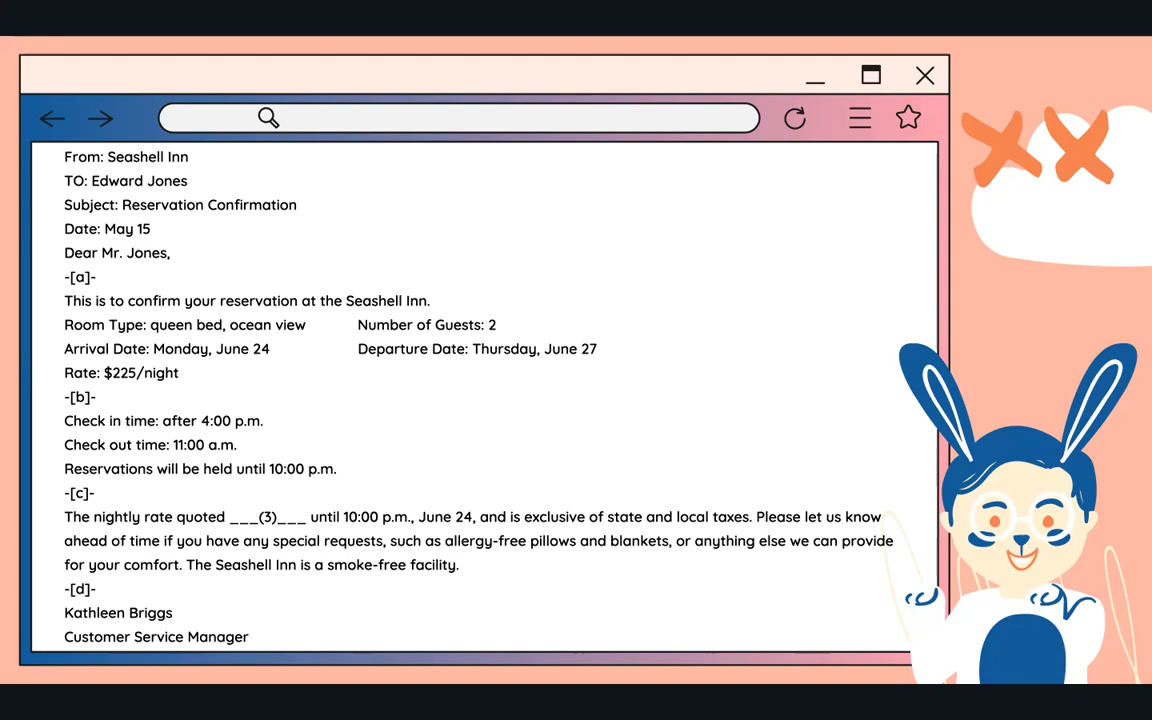 From: Seashell Inn
TO: Edward Jones
Subject: Reservation Confirmation
Date: May 15
Dear Mr. Jones,
-[a]-
This is to confirm your reservation at the Seashell Inn.
Room Type: queen bed, ocean view Number of Guests: 2
Arrival Date: Monday, June 24 Departure Date: Thursday, June 27
Rate: $225/night
-[b]-
Check in time: after 4:00 p.m.
Check out time: 11:00 a.m.
Reservations will be held until 10:00 p.m.
-[c]-
The nightly rate quoted ___(3)___ until 10:00 p.m., June 24, and is exclusive of state and local taxes. Please let us know
ahead of time if you have any special requests, such as allergy-free pillows and blankets, or anything else we can provide
for your comfort. The Seashell Inn is a smoke-free facility.
-[d]-
Kathleen Briggs
Customer Service Manager